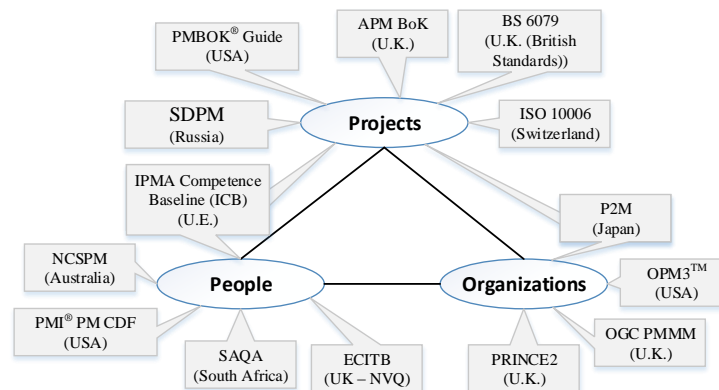 PMBOK® Guide
(USA)
APM BoK
(U.K.)
BS 6079
(U.K. (British
Standards))
SDPM
(Russia)
Projects
ISO 10006
(Switzerland)
IPMA Competence
Baseline (ICB)
(U.E.)
P2M
(Japan)
NCSPM
(Australia)
People
Organizations
OPM3™
(USA)
PMI® PM CDF
(USA)
SAQA
(South Africa)
ECITB
(UK – NVQ)
PRINCE2
(U.K.)
OGC PMMM
(U.K.)